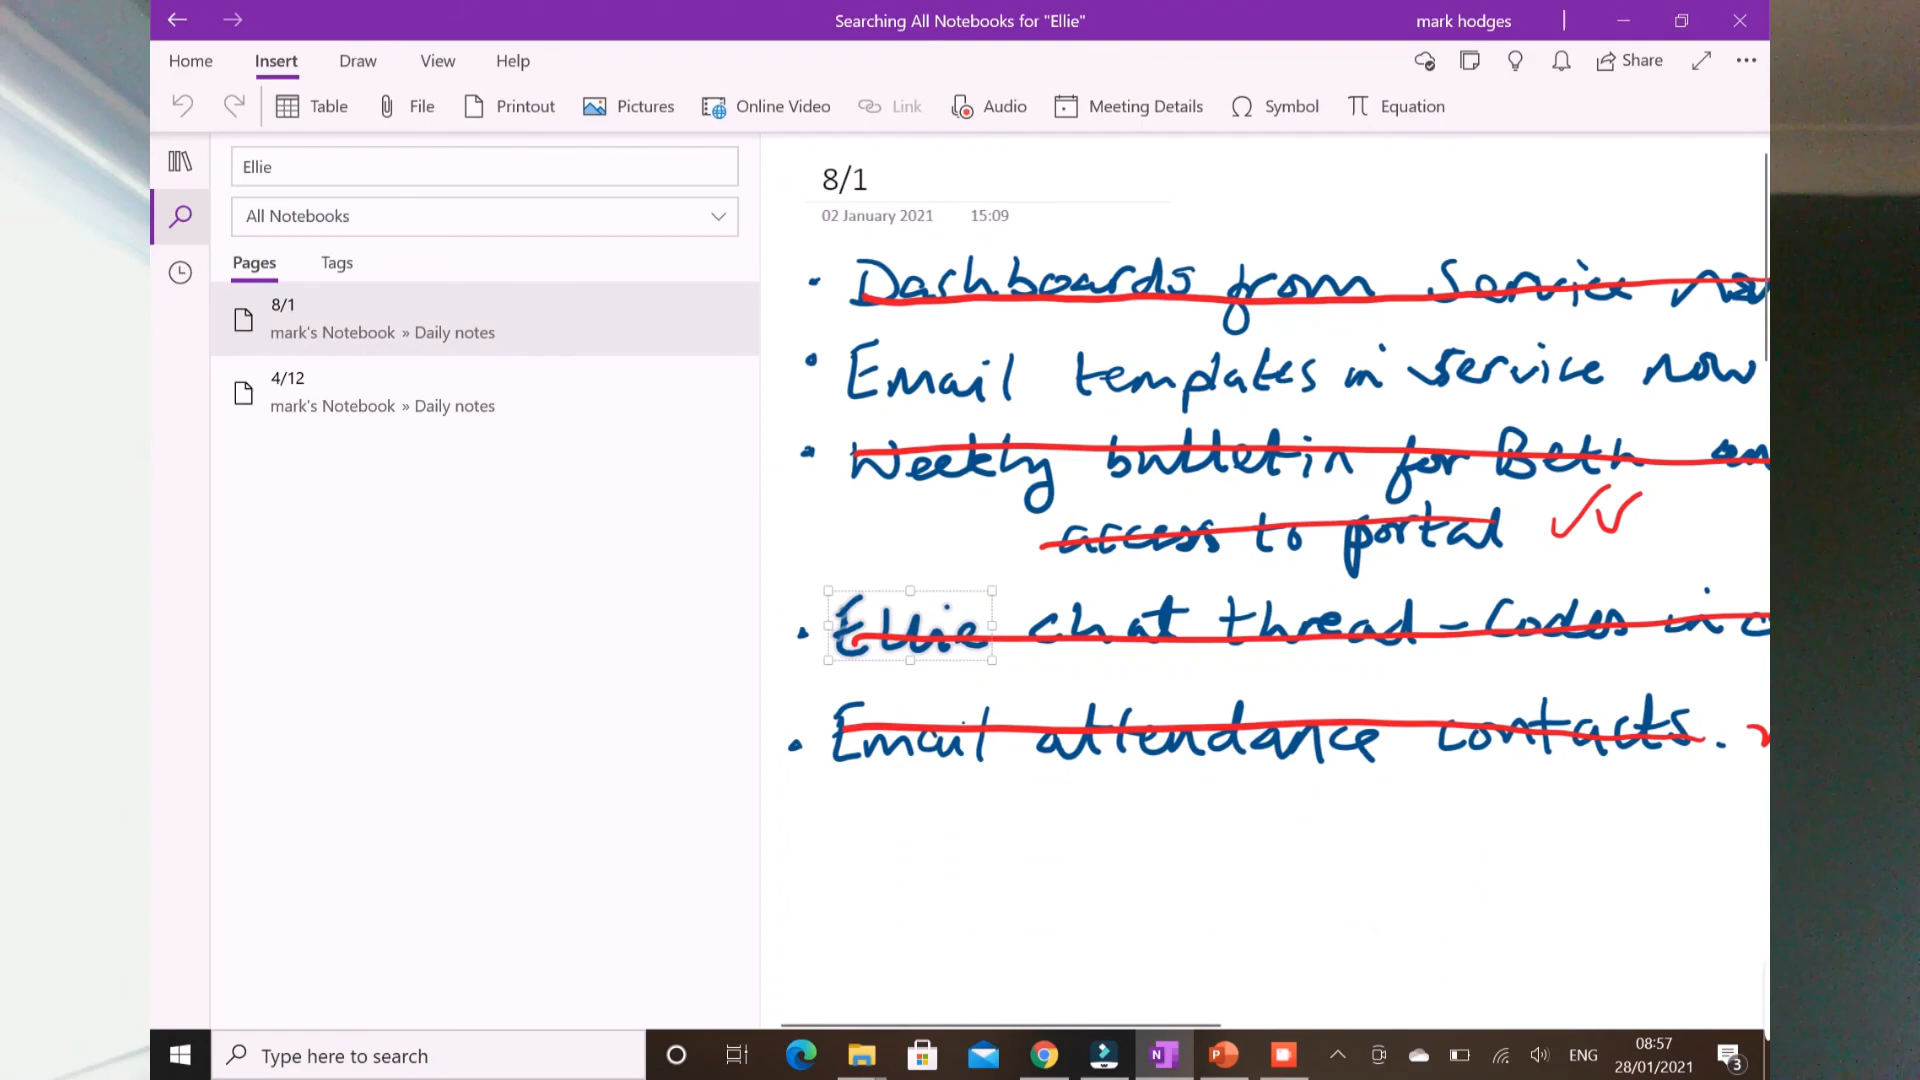 Searching All Notebooks for "Ellie"
mark hodges
Home Insert Draw View Help
Share
Table File Printout Pictures Online Video Link Audio Meeting Details Symbol Equation
Ellie
All Notebooks
Pages Tags
8/1
mark's Notebook » Daily notes
4/12
mark's Notebook » Daily notes
8/1
02 January 2021 15:09
• Dashboards from Service now
• Email templates in service now
• Weekly bulletin for Beth
access to portal
• Ellie chat thread - Codes in
• Email attendance contacts.
Type here to search
ENG
08:57
28/01/2021
3